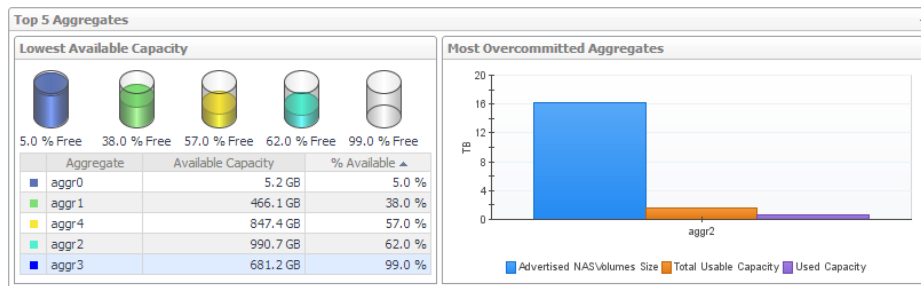 Top 5 Aggregates
Lowest Available Capacity
5.0 % Free 38.0 % Free 57.0 % Free 62.0 % Free 99.0 % Free
Aggregate Available Capacity % Available
aggr0 5.2 GB 5.0 %
aggr1 466.1 GB 38.0 %
aggr4 847.4 GB 57.0 %
aggr2 990.7 GB 62.0 %
aggr3 681.2 GB 99.0 %
Most Overcommitted Aggregates
20
16
12
8
4
0
TB
aggr2
Advertised NASVolumes Size Total Usable Capacity Used Capacity